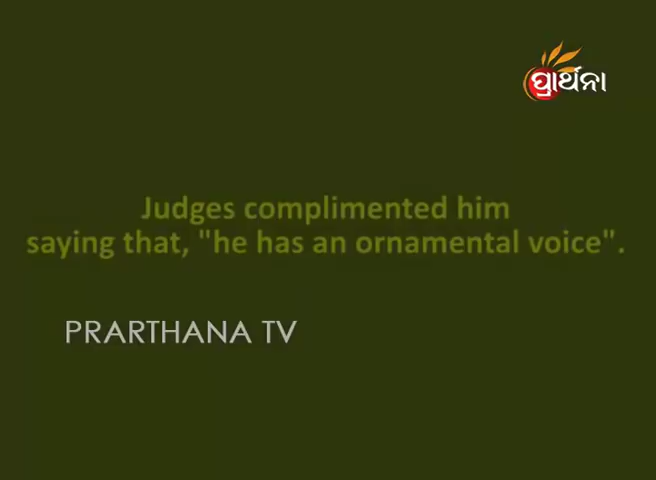 ପ୍ରାର୍ଥନା
Judges complimented him
saying that, "he has an ornamental voice".
PRARTHANA TV